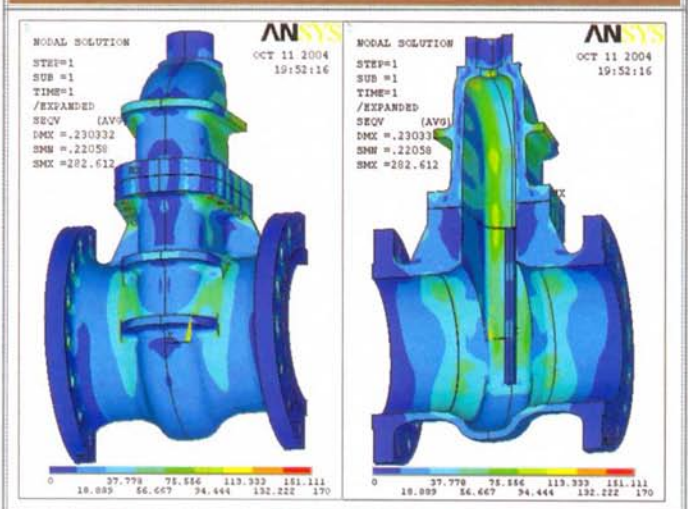 ANSYS
NODAL SOLUTION
OCT 11 2004
19:52:16
STEP=1
SUB =1
TIME=1
/EXPANDED
SEQV (AVG)
DMX =.230332
SMN =.22058
SMX =282.612
0 37.778 75.556 113.333 151.111
18.889 56.667 94.444 132.222 170
ANSYS
NODAL SOLUTION
OCT 11 2004
19:52:16
STEP=1
SUB =1
TIME=1
/EXPANDED
SEQV (AVG)
DMX =.23033
SMN =.22058
SMX =282.612
MX
0 37.778 75.556 113.333 151.111
18.889 56.667 94.444 132.222 170